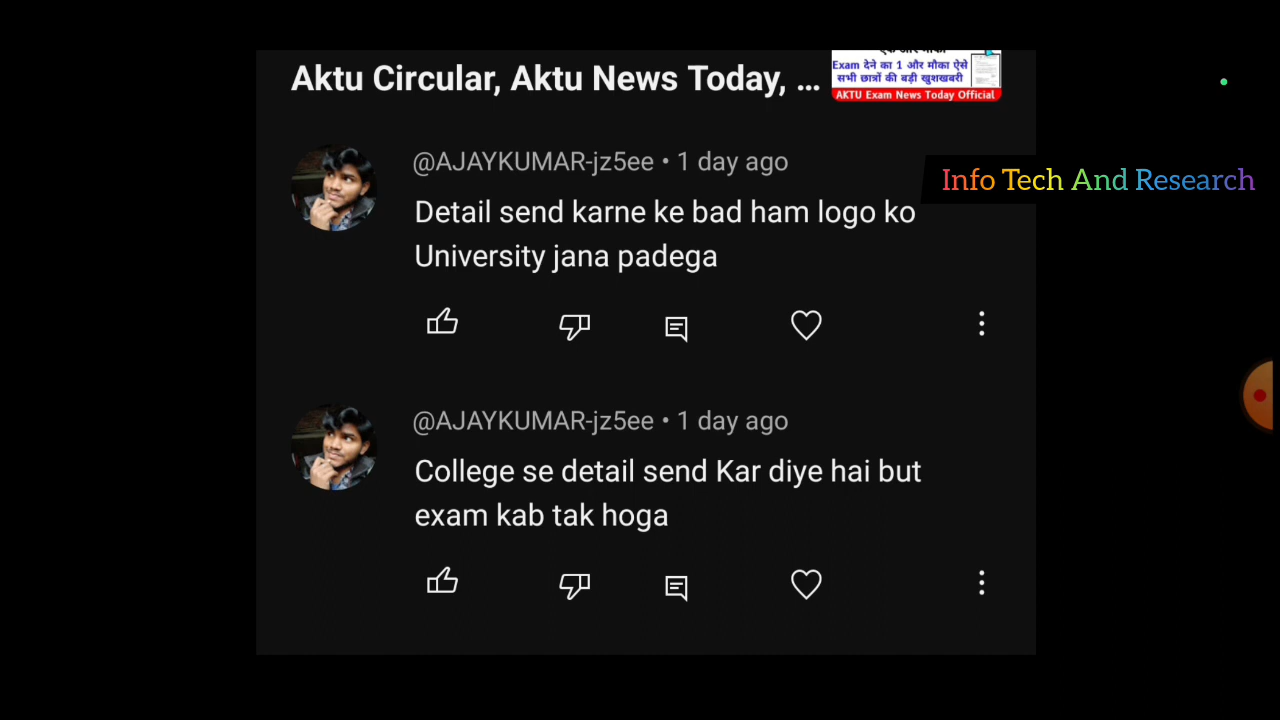 Aktu Circular, Aktu News Today, ...
Exam देने का 1 और मौका ऐसे
सभी छात्रों की बड़ी खुशखबरी
AKTU Exam News Today Official
@AJAYKUMAR-jz5ee • 1 day ago
Info Tech And Research
Detail send karne ke bad ham logo ko
University jana padega
@AJAYKUMAR-jz5ee • 1 day ago
College se detail send Kar diye hai but
exam kab tak hoga